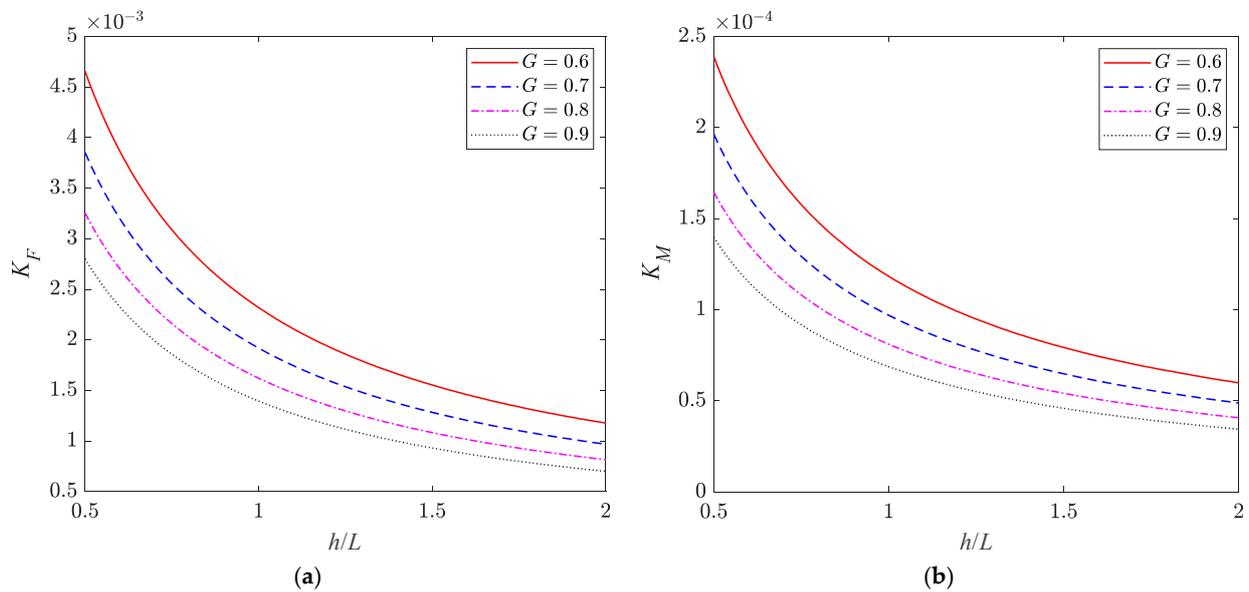 ×10⁻³
5
4.5
4
3.5
3
2.5
2
1.5
1
0.5
K_F
0.5 1 1.5 2
h/L
G = 0.6
G = 0.7
G = 0.8
G = 0.9
(a)
×10⁻⁴
2.5
2
1.5
1
0.5
0
K_M
0.5 1 1.5 2
h/L
G = 0.6
G = 0.7
G = 0.8
G = 0.9
(b)